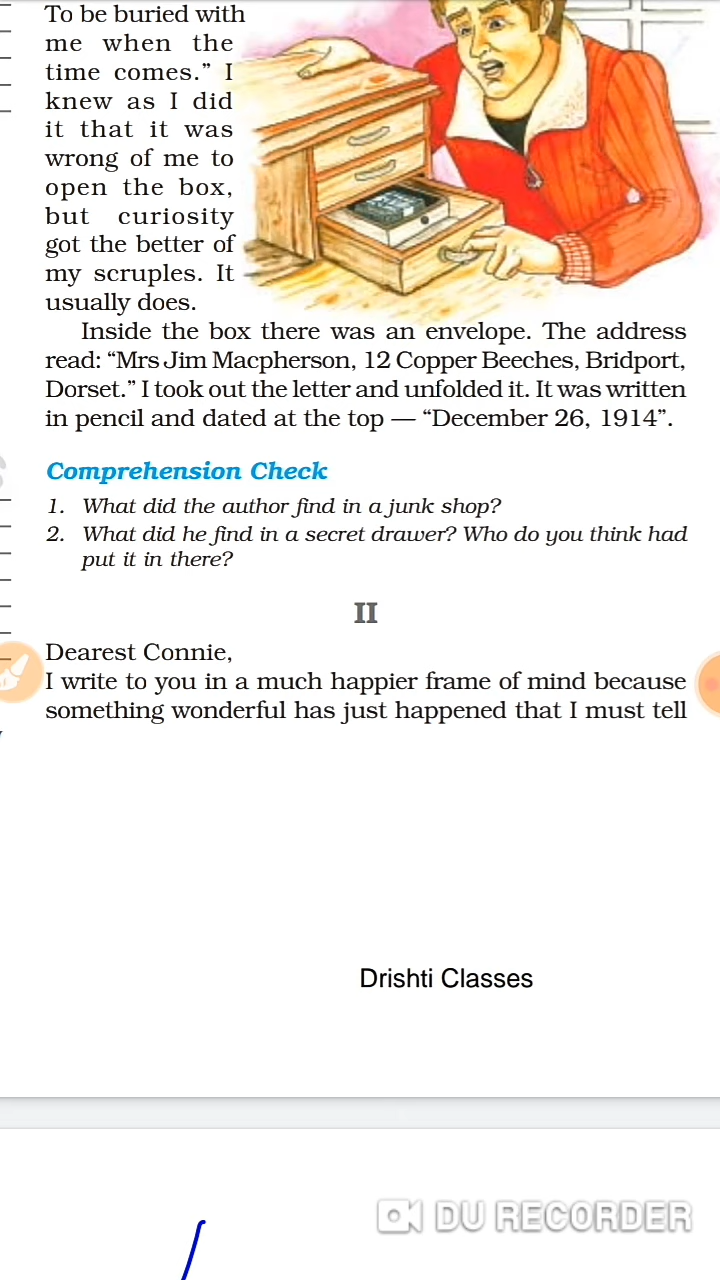 To be buried with
me when the
time comes.” I
knew as I did
it that it was
wrong of me to
open the box,
but curiosity
got the better of
my scruples. It
usually does.
Inside the box there was an envelope. The address
read: “Mrs Jim Macpherson, 12 Copper Beeches, Bridport,
Dorset.” I took out the letter and unfolded it. It was written
in pencil and dated at the top — “December 26, 1914”.
Comprehension Check
1. What did the author find in a junk shop?
2. What did he find in a secret drawer? Who do you think had
put it in there?
II
Dearest Connie,
I write to you in a much happier frame of mind because
something wonderful has just happened that I must tell
Drishti Classes
DU RECORDER